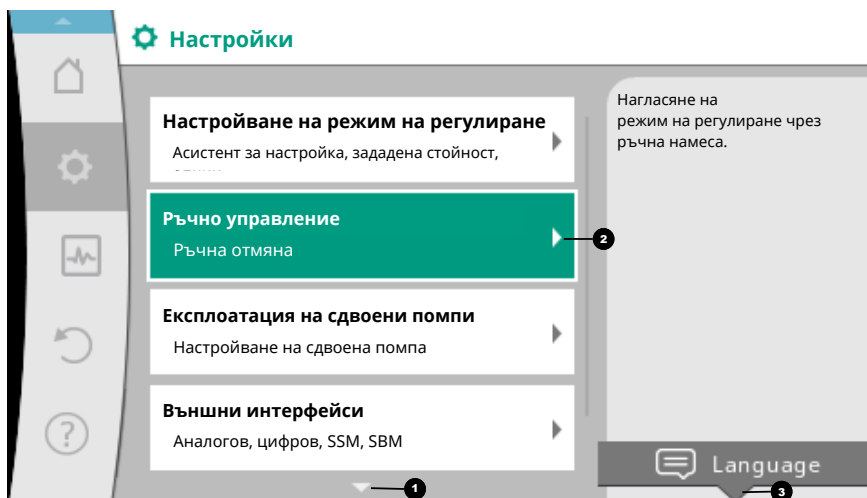 Настройки
Настройване на режим на регулиране
Асистент за настройка, зададена стойност,
Ръчно управление
Ръчна отмяна
2
Експлоатация на сдвоени помпи
Настройване на сдвоена помпа
Външни интерфейси
Аналогов, цифров, SSM, SBM
1
Нагласяне на
режим на регулиране чрез
ръчна намеса.
Language
3